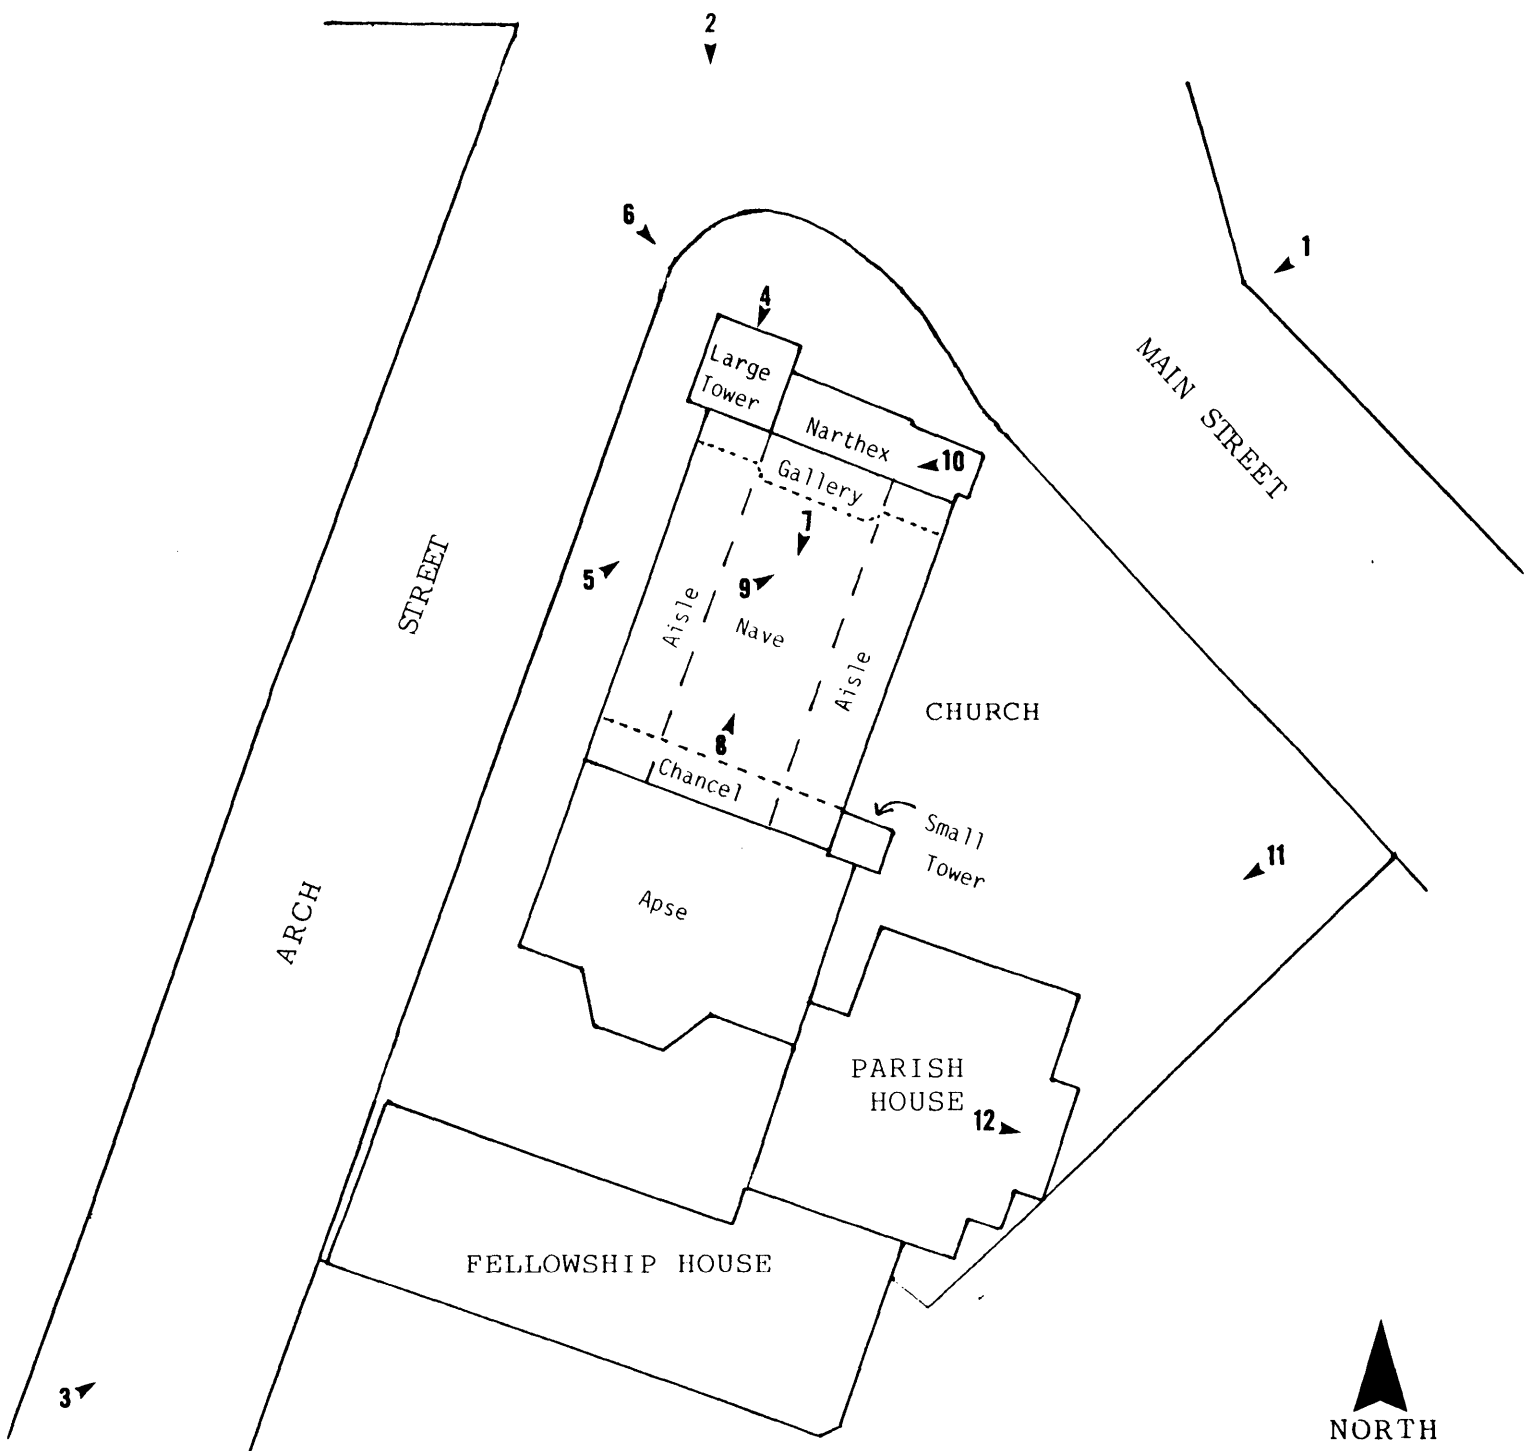 2
6
1
4
MAIN STREET
Large
Tower
Narthex
10
Gallery
7
STREET
5
9
Aisle
Nave
Aisle
CHURCH
8
Chancel
Small
Tower
11
ARCH
Apse
PARISH
HOUSE
12
FELLOWSHIP HOUSE
3
NORTH